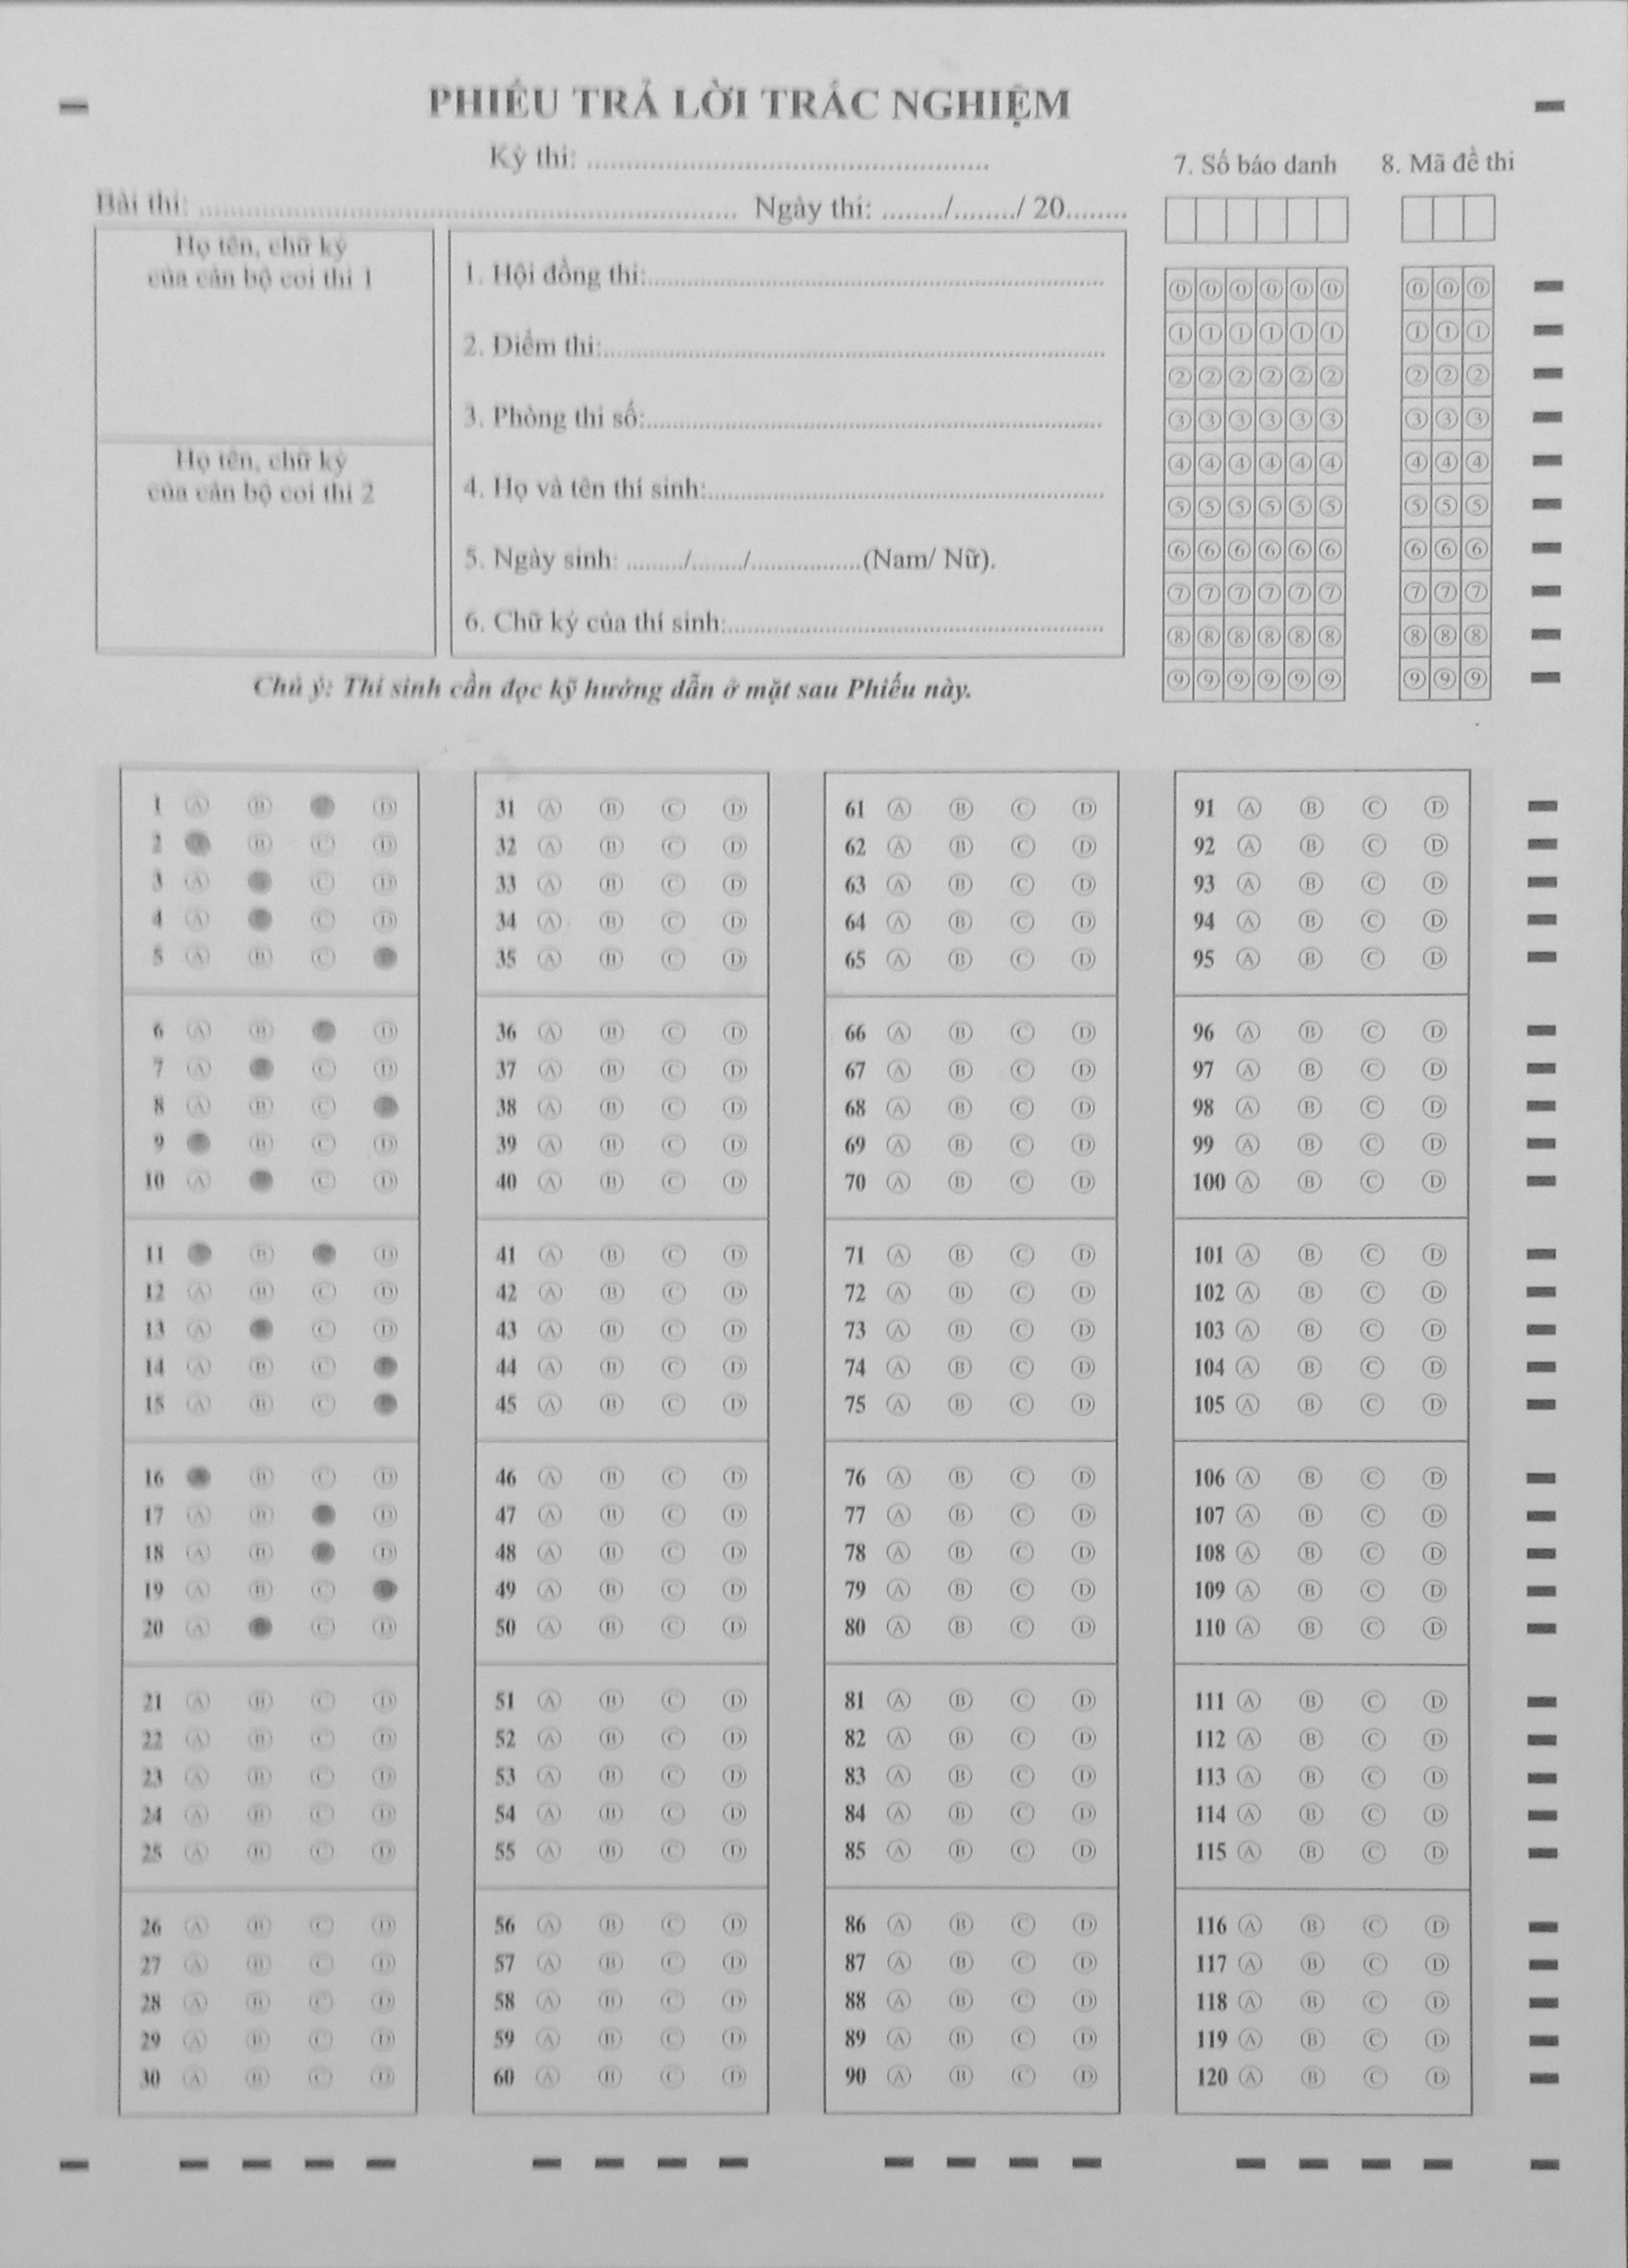 PHIẾU TRẢ LỜI TRẮC NGHIỆM
Kỳ thi: ........................................................
Bài thi: ........................................................................... Ngày thi: ......../......../ 20........
7. Số báo danh
8. Mã đề thi
Họ tên, chữ ký
của cán bộ coi thi 1
Họ tên, chữ ký
của cán bộ coi thi 2
1. Hội đồng thi:................................................................
2. Điểm thi:......................................................................
3. Phòng thi số:................................................................
4. Họ và tên thí sinh:.......................................................
5. Ngày sinh: ......../......../................(Nam/ Nữ).
6. Chữ ký của thí sinh:....................................................
0 0 0 0 0 0 0 0 0
1 1 1 1 1 1 1 1 1
2 2 2 2 2 2 2 2 2
3 3 3 3 3 3 3 3 3
4 4 4 4 4 4 4 4 4
5 5 5 5 5 5 5 5 5
6 6 6 6 6 6 6 6 6
7 7 7 7 7 7 7 7 7
8 8 8 8 8 8 8 8 8
9 9 9 9 9 9 9 9 9
Chú ý: Thí sinh cần đọc kỹ hướng dẫn ở mặt sau Phiếu này.
1 A B D
2 B C D
3 A C D
4 A C D
5 A B C
6 A B D
7 A C D
8 A B C
9 B C D
10 A C D
11 B D
12 A B C D
13 A C D
14 A B C
15 A B C
16 B C D
17 A B D
18 A B D
19 A B C
20 A C D
21 A B C D
22 A B C D
23 A B C D
24 A B C D
25 A B C D
26 A B C D
27 A B C D
28 A B C D
29 A B C D
30 A B C D
31 A B C D
32 A B C D
33 A B C D
34 A B C D
35 A B C D
36 A B C D
37 A B C D
38 A B C D
39 A B C D
40 A B C D
41 A B C D
42 A B C D
43 A B C D
44 A B C D
45 A B C D
46 A B C D
47 A B C D
48 A B C D
49 A B C D
50 A B C D
51 A B C D
52 A B C D
53 A B C D
54 A B C D
55 A B C D
56 A B C D
57 A B C D
58 A B C D
59 A B C D
60 A B C D
61 A B C D
62 A B C D
63 A B C D
64 A B C D
65 A B C D
66 A B C D
67 A B C D
68 A B C D
69 A B C D
70 A B C D
71 A B C D
72 A B C D
73 A B C D
74 A B C D
75 A B C D
76 A B C D
77 A B C D
78 A B C D
79 A B C D
80 A B C D
81 A B C D
82 A B C D
83 A B C D
84 A B C D
85 A B C D
86 A B C D
87 A B C D
88 A B C D
89 A B C D
90 A B C D
91 A B C D
92 A B C D
93 A B C D
94 A B C D
95 A B C D
96 A B C D
97 A B C D
98 A B C D
99 A B C D
100 A B C D
101 A B C D
102 A B C D
103 A B C D
104 A B C D
105 A B C D
106 A B C D
107 A B C D
108 A B C D
109 A B C D
110 A B C D
111 A B C D
112 A B C D
113 A B C D
114 A B C D
115 A B C D
116 A B C D
117 A B C D
118 A B C D
119 A B C D
120 A B C D